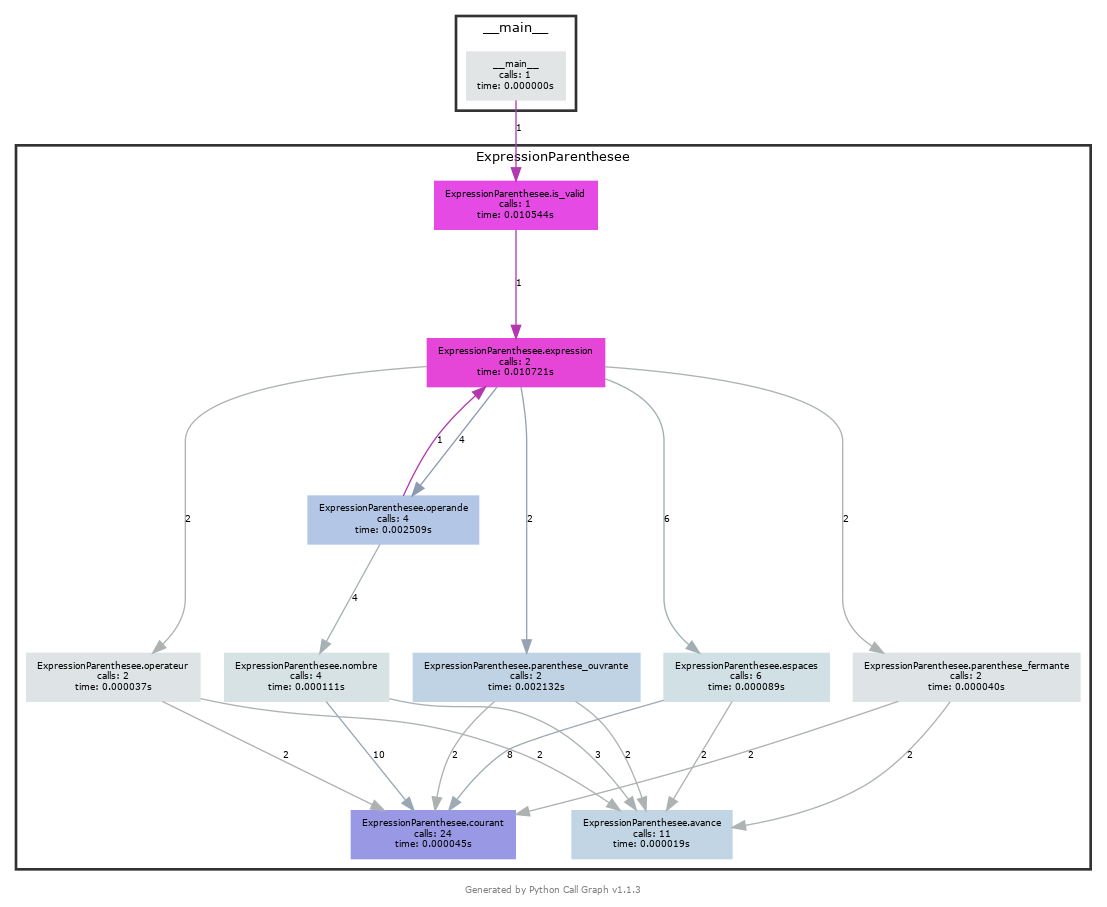 __main__
__main__
calls: 1
time: 0.000000s
1
ExpressionParenthesee
ExpressionParenthesee.is_valid
calls: 1
time: 0.010544s
1
ExpressionParenthesee.expression
calls: 2
time: 0.010721s
1
4
ExpressionParenthesee.operande
calls: 4
time: 0.002509s
2
2
6
2
4
ExpressionParenthesee.operateur
calls: 2
time: 0.000037s
ExpressionParenthesee.nombre
calls: 4
time: 0.000111s
ExpressionParenthesee.parenthese_ouvrante
calls: 2
time: 0.002132s
ExpressionParenthesee.espaces
calls: 6
time: 0.000089s
ExpressionParenthesee.parenthese_fermante
calls: 2
time: 0.000040s
2
10
2
8
2
3
2
2
2
2
ExpressionParenthesee.courant
calls: 24
time: 0.000045s
ExpressionParenthesee.avance
calls: 11
time: 0.000019s
Generated by Python Call Graph v1.1.3